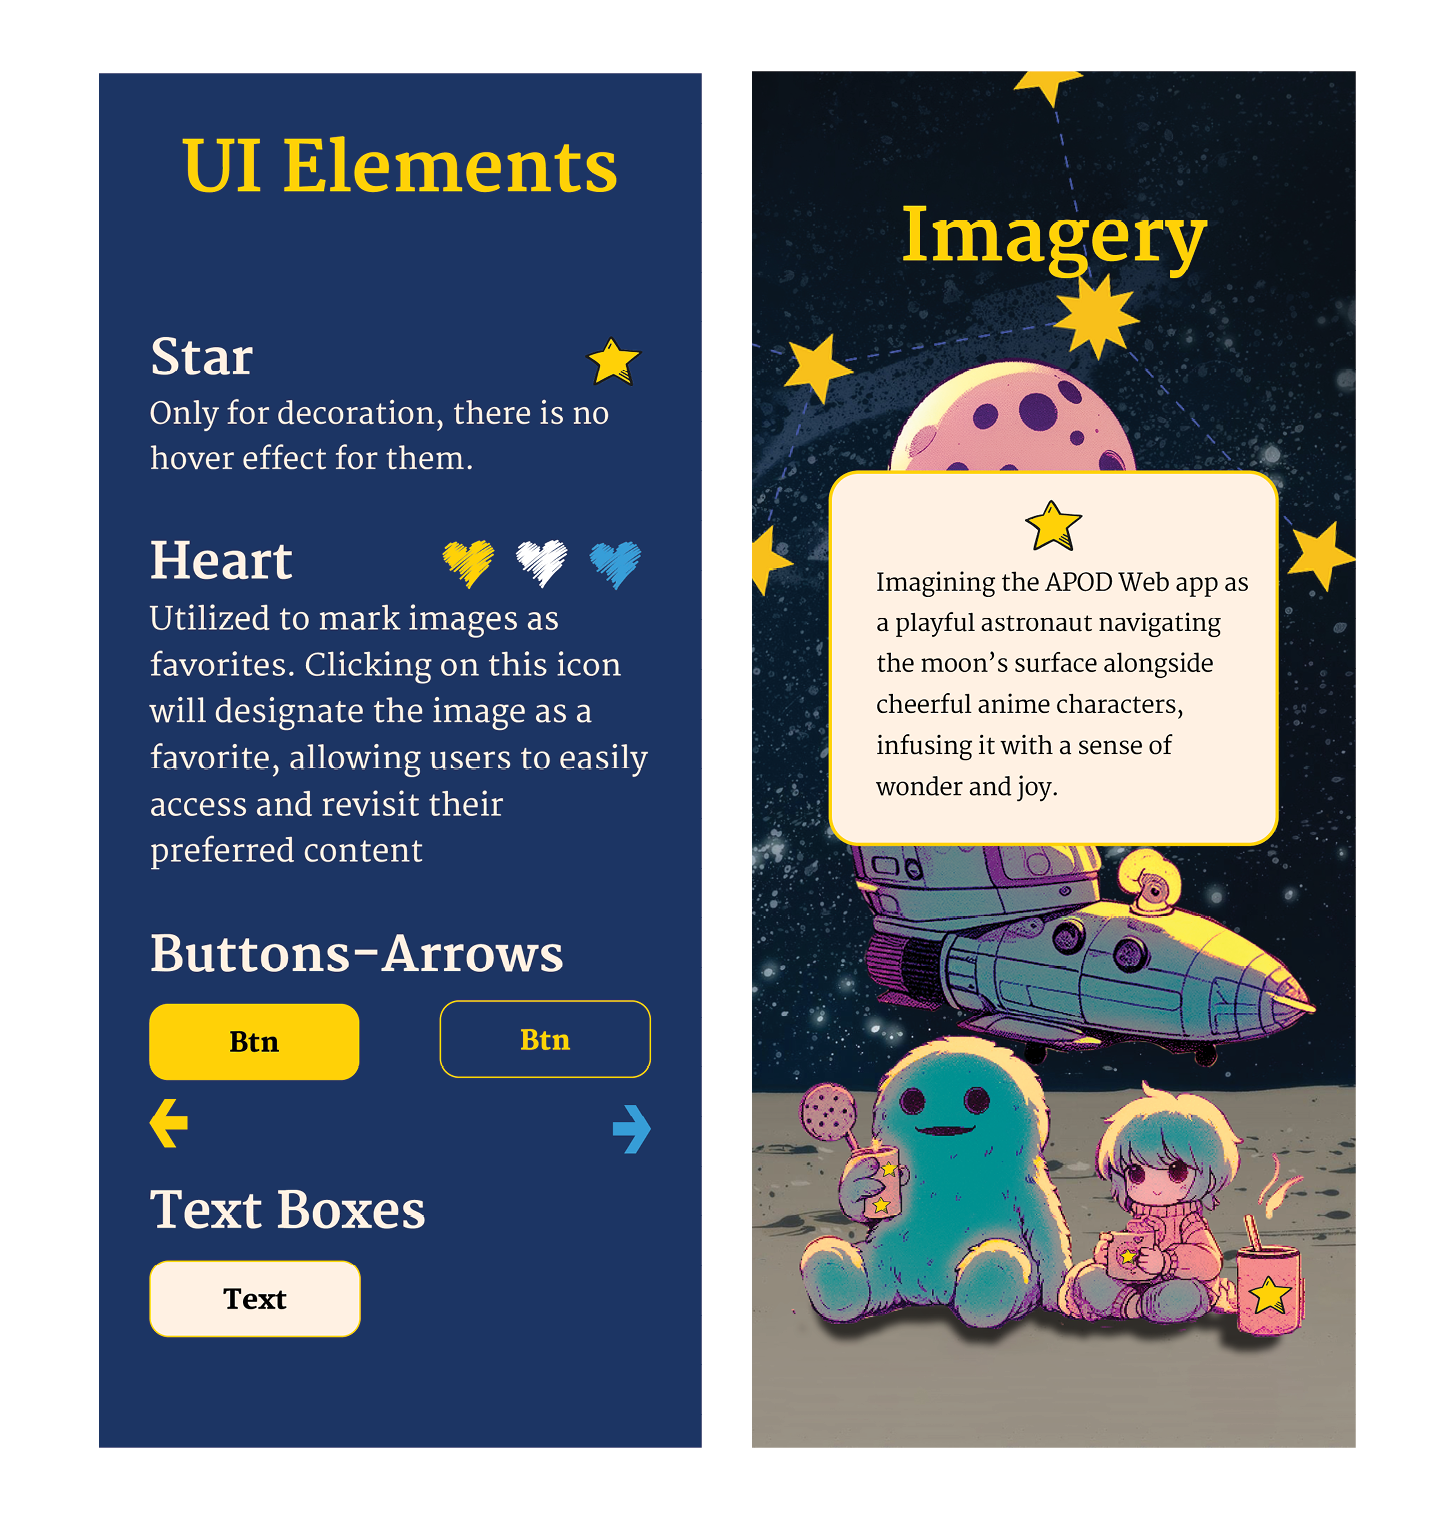 UI Elements
Star
Only for decoration, there is no
hover effect for them.
Heart
Utilized to mark images as
favorites. Clicking on this icon
will designate the image as a
favorite, allowing users to easily
access and revisit their
preferred content
Buttons-Arrows
Btn
Btn
Text Boxes
Text
Imagery
Imagining the APOD Web app as
a playful astronaut navigating
the moon’s surface alongside
cheerful anime characters,
infusing it with a sense of
wonder and joy.